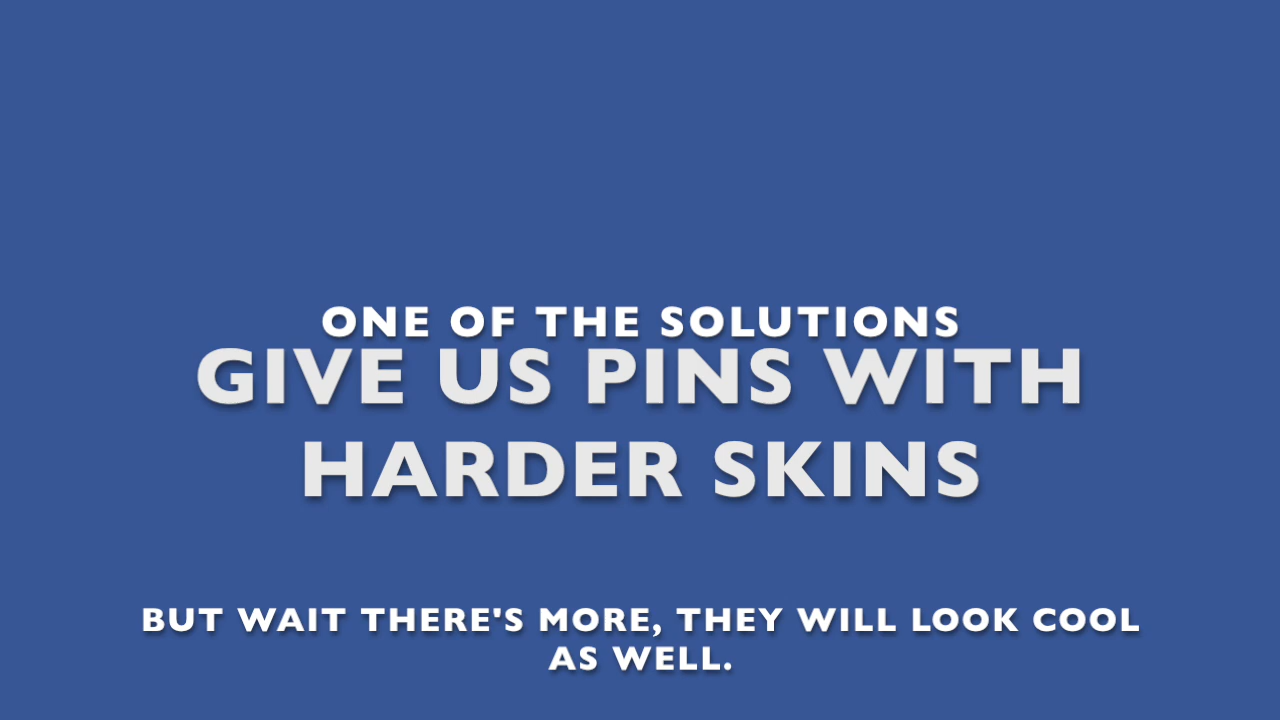 ONE OF THE SOLUTIONS
GIVE US PINS WITH
HARDER SKINS
BUT WAIT THERE'S MORE, THEY WILL LOOK COOL
AS WELL.